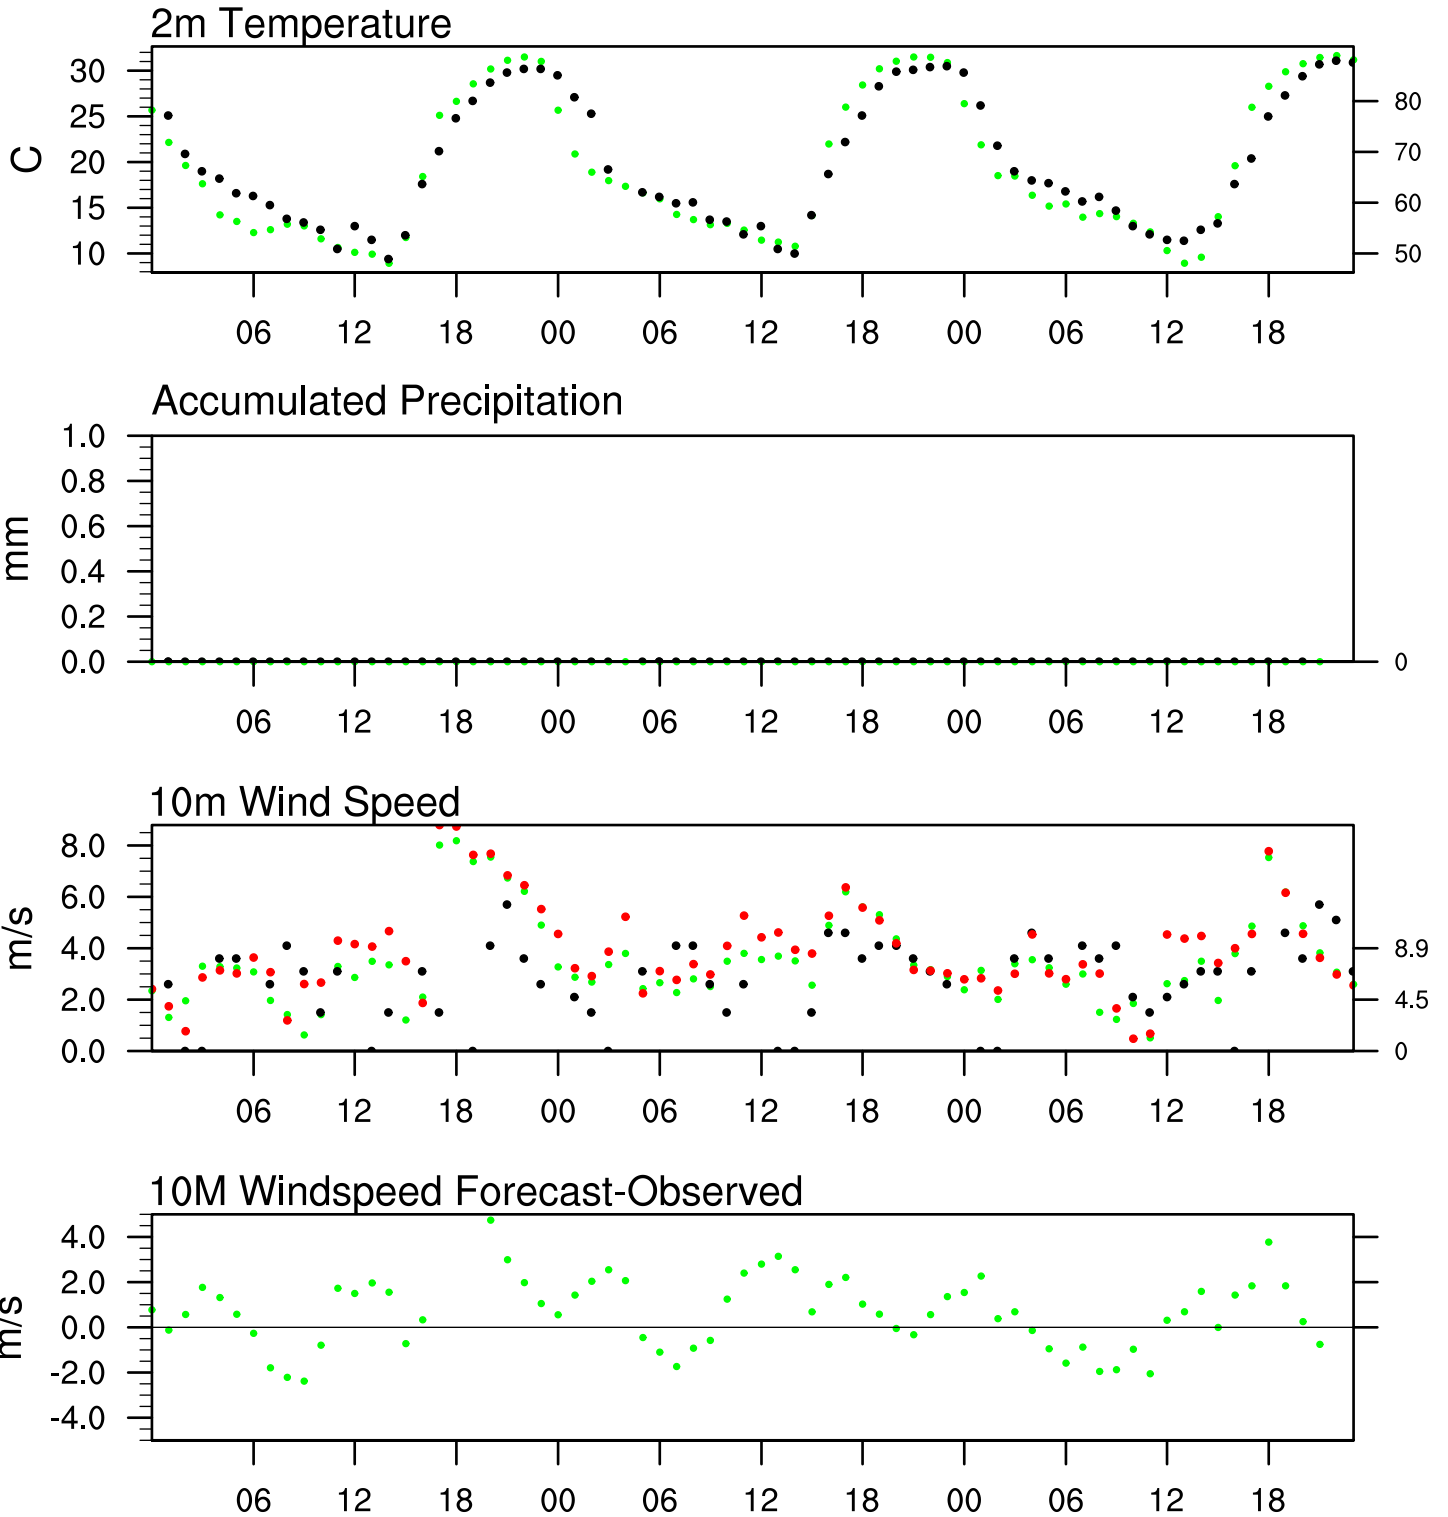 2m Temperature
30
25
20
15
10
C
80
70
60
50
06 12 18 00 06 12 18 00 06 12 18
Accumulated Precipitation
1.0
0.8
0.6
0.4
0.2
0.0
mm
0
06 12 18 00 06 12 18 00 06 12 18
10m Wind Speed
8.0
6.0
4.0
2.0
0.0
m/s
8.9
4.5
0
06 12 18 00 06 12 18 00 06 12 18
10M Windspeed Forecast-Observed
4.0
2.0
0.0
-2.0
-4.0
m/s
06 12 18 00 06 12 18 00 06 12 18